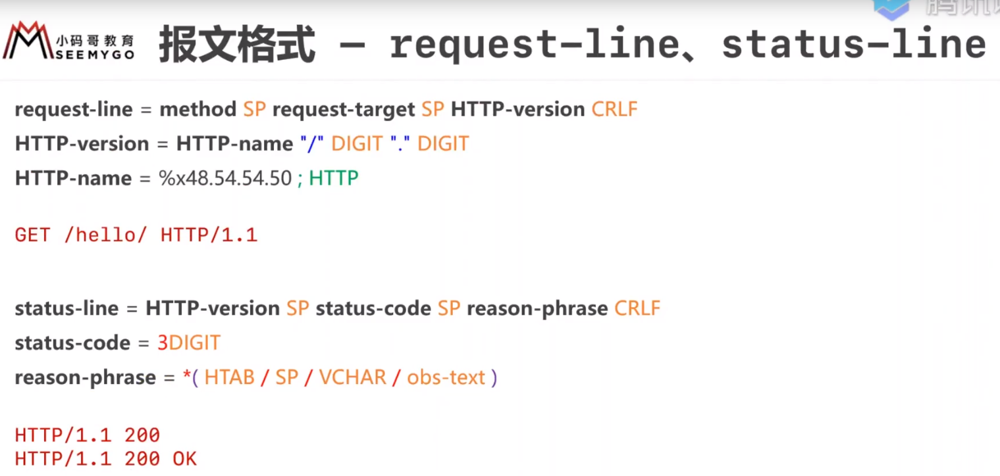 腾讯
小码哥教育
SEEMYGO
报文格式 – request-line、status-line
request-line = method SP request-target SP HTTP-version CRLF
HTTP-version = HTTP-name "/" DIGIT "." DIGIT
HTTP-name = %x48.54.54.50 ; HTTP
GET /hello/ HTTP/1.1
status-line = HTTP-version SP status-code SP reason-phrase CRLF
status-code = 3DIGIT
reason-phrase = *( HTAB / SP / VCHAR / obs-text )
HTTP/1.1 200
HTTP/1.1 200 OK